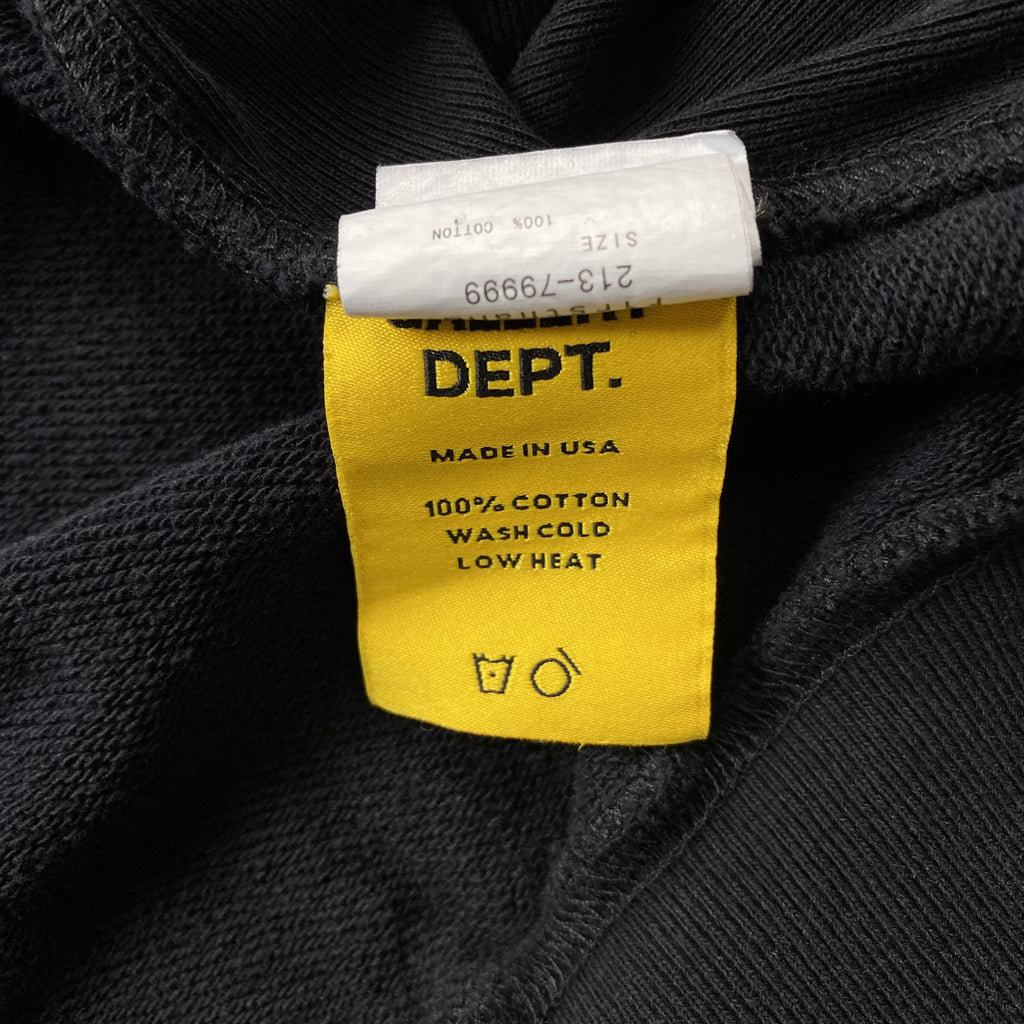 100% COTTON
SIZE
213-79999
DEPT.
MADE IN USA
100% COTTON
WASH COLD
LOW HEAT